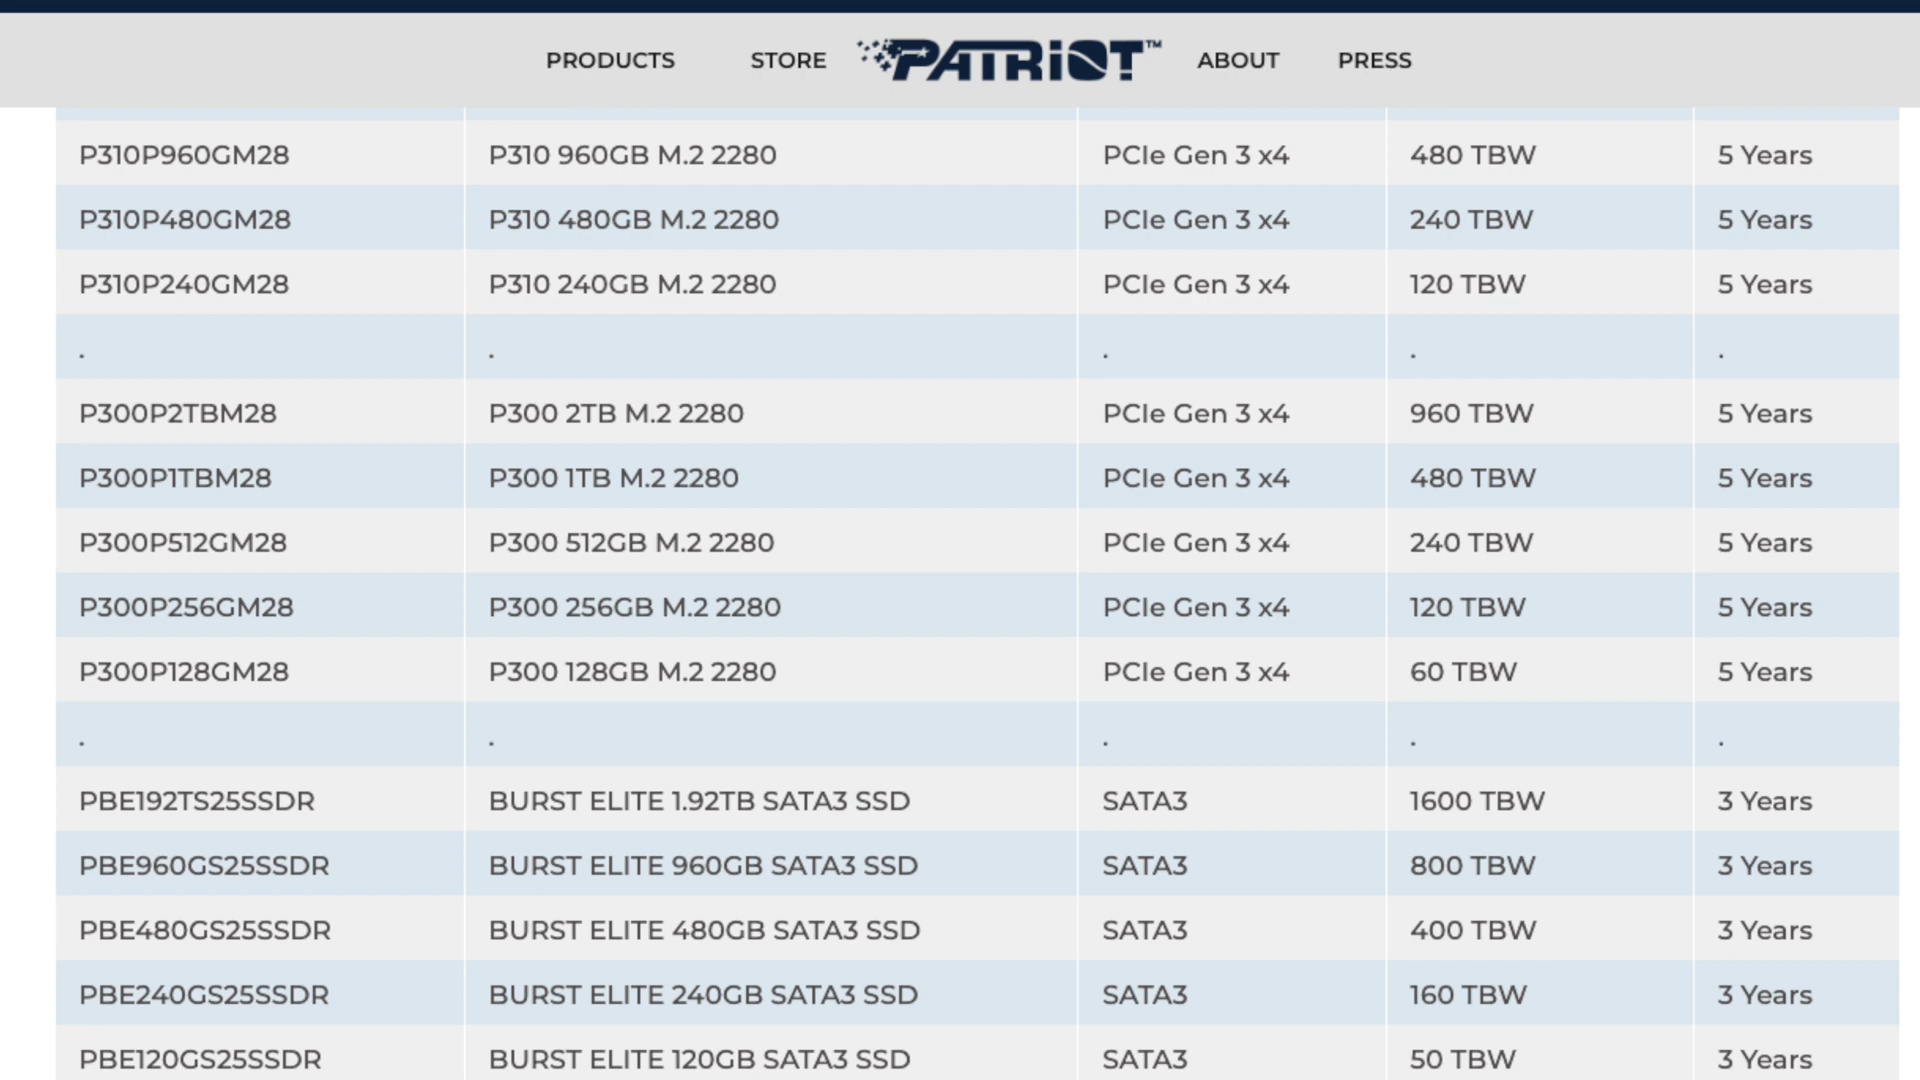 PRODUCTS STORE PATRIOT™ ABOUT PRESS
P310P960GM28 P310 960GB M.2 2280 PCIe Gen 3 x4 480 TBW 5 Years
P310P480GM28 P310 480GB M.2 2280 PCIe Gen 3 x4 240 TBW 5 Years
P310P240GM28 P310 240GB M.2 2280 PCIe Gen 3 x4 120 TBW 5 Years
. . . . .
P300P2TBM28 P300 2TB M.2 2280 PCIe Gen 3 x4 960 TBW 5 Years
P300P1TBM28 P300 1TB M.2 2280 PCIe Gen 3 x4 480 TBW 5 Years
P300P512GM28 P300 512GB M.2 2280 PCIe Gen 3 x4 240 TBW 5 Years
P300P256GM28 P300 256GB M.2 2280 PCIe Gen 3 x4 120 TBW 5 Years
P300P128GM28 P300 128GB M.2 2280 PCIe Gen 3 x4 60 TBW 5 Years
. . . . .
PBE192TS25SSDR BURST ELITE 1.92TB SATA3 SSD SATA3 1600 TBW 3 Years
PBE960GS25SSDR BURST ELITE 960GB SATA3 SSD SATA3 800 TBW 3 Years
PBE480GS25SSDR BURST ELITE 480GB SATA3 SSD SATA3 400 TBW 3 Years
PBE240GS25SSDR BURST ELITE 240GB SATA3 SSD SATA3 160 TBW 3 Years
PBE120GS25SSDR BURST ELITE 120GB SATA3 SSD SATA3 50 TBW 3 Years